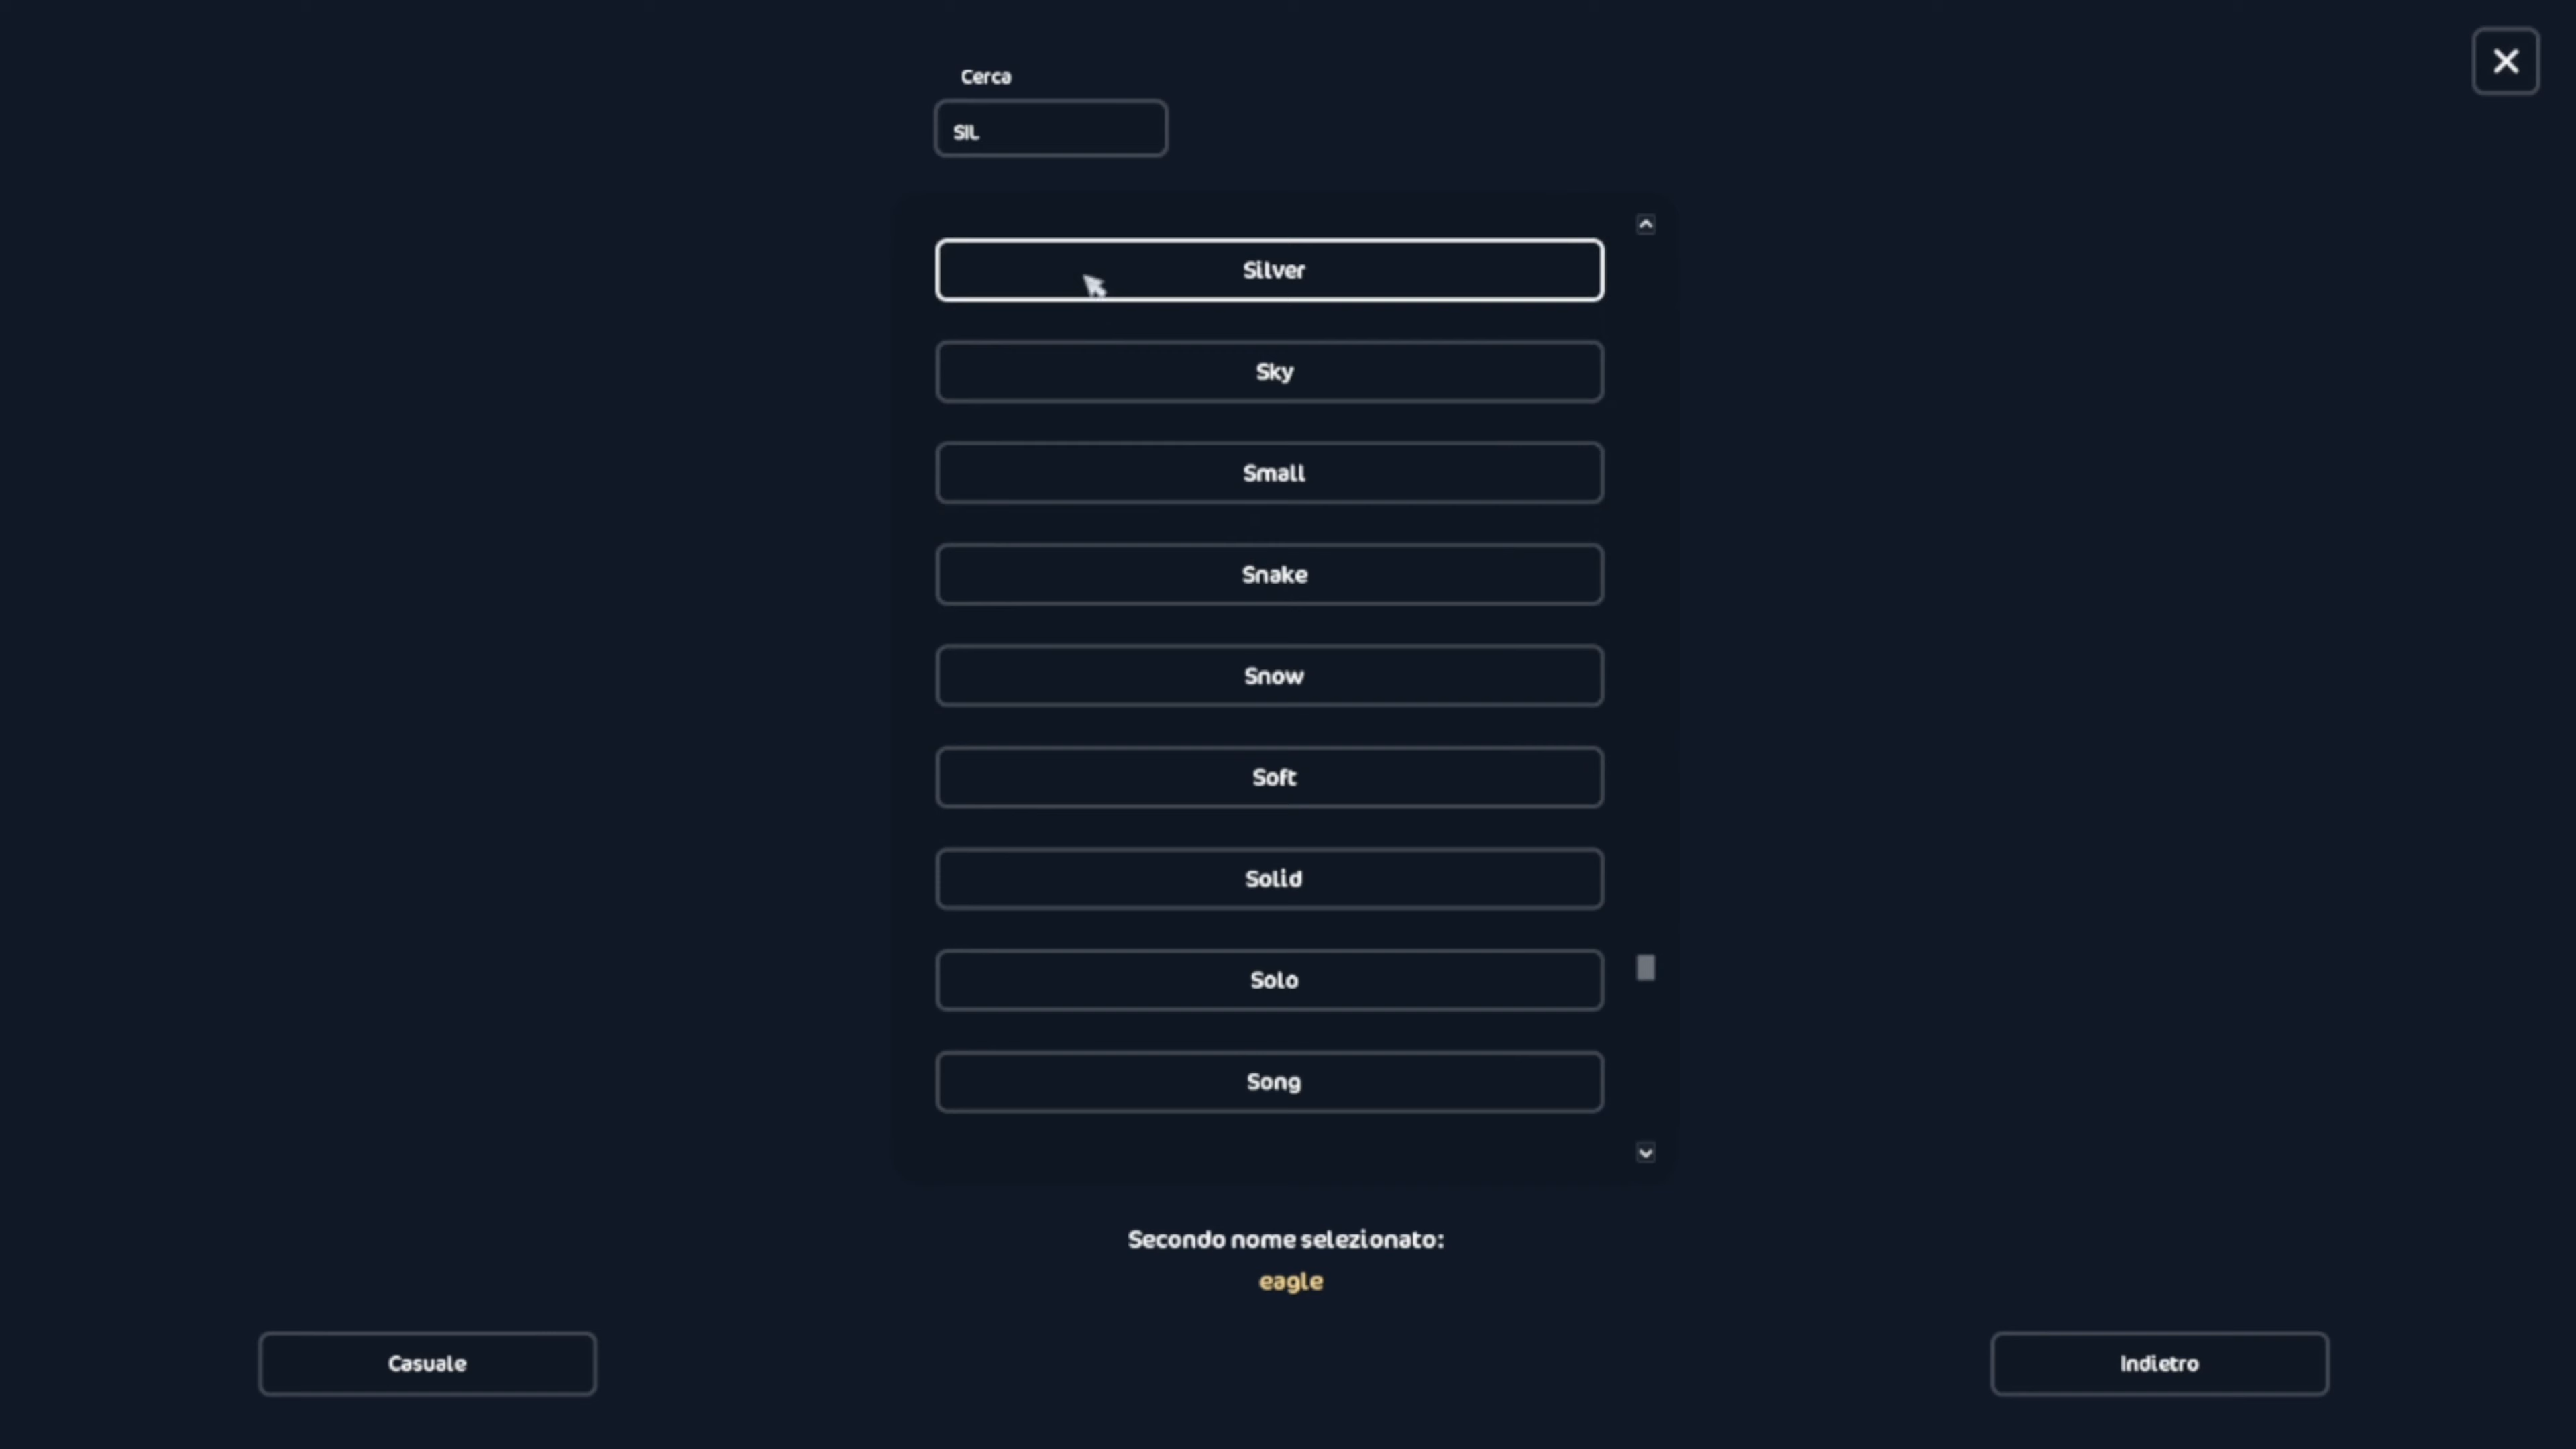 Cerca
SIL
Silver
Sky
Small
Snake
Snow
Soft
Solid
Solo
Song
Secondo nome selezionato:
eagle
Casuale
Indietro